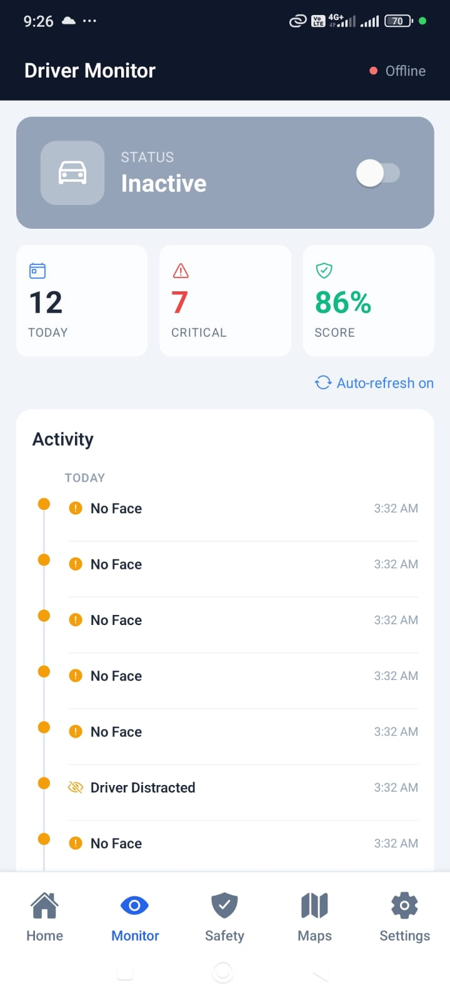 9:26
Vo LTE 4G+ 70
Driver Monitor
Offline
STATUS
Inactive
12
TODAY
7
CRITICAL
86%
SCORE
Auto-refresh on
Activity
TODAY
No Face 3:32 AM
No Face 3:32 AM
No Face 3:32 AM
No Face 3:32 AM
No Face 3:32 AM
Driver Distracted 3:32 AM
No Face 3:32 AM
Home Monitor Safety Maps Settings